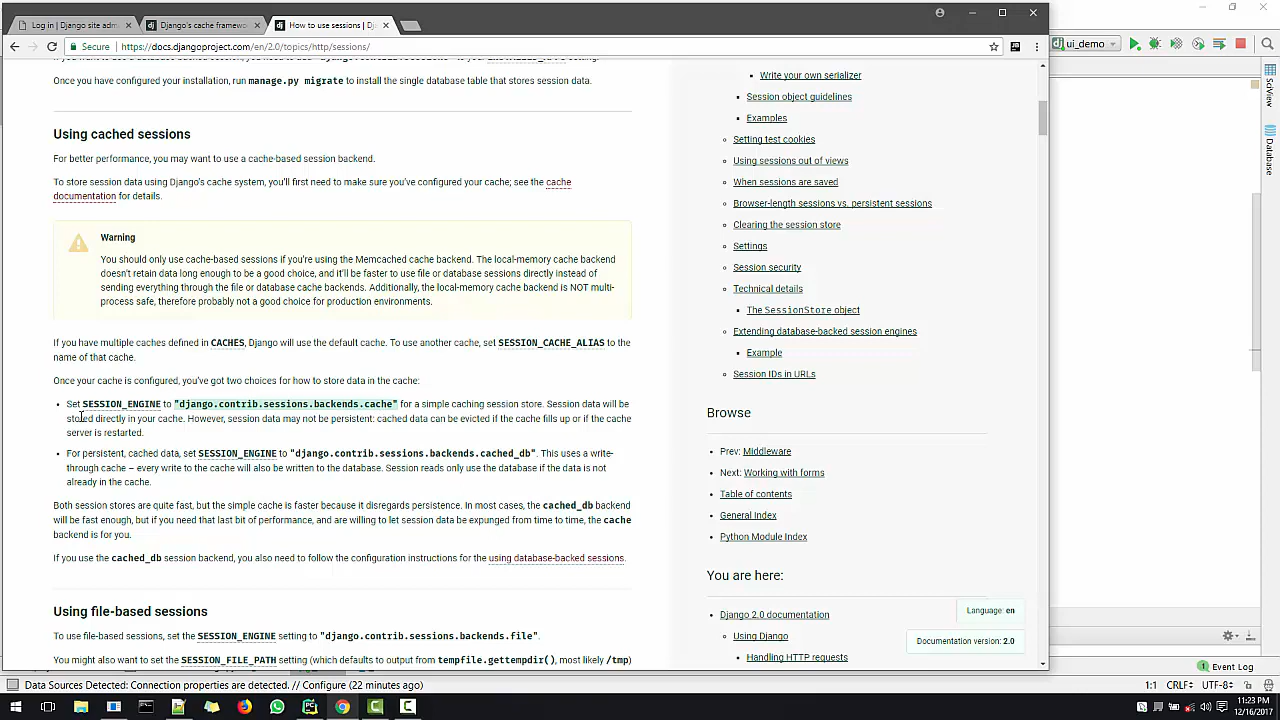 Log in | Django site adm
Django's cache framew
How to use sessions | D
Secure https://docs.djangoproject.com/en/2.0/topics/http/sessions/
ui_demo
Once you have configured your installation, run manage.py migrate to install the single database table that stores session data.
Using cached sessions
For better performance, you may want to use a cache-based session backend.
To store session data using Django's cache system, you'll first need to make sure you've configured your cache; see the cache
documentation for details.
Warning
You should only use cache-based sessions if you're using the Memcached cache backend. The local-memory cache backend
doesn't retain data long enough to be a good choice, and it'll be faster to use file or database sessions directly instead of
sending everything through the file or database cache backends. Additionally, the local-memory cache backend is NOT multi-
process safe, therefore probably not a good choice for production environments.
If you have multiple caches defined in CACHES, Django will use the default cache. To use another cache, set SESSION_CACHE_ALIAS to the
name of that cache.
Once your cache is configured, you've got two choices for how to store data in the cache:
• Set SESSION_ENGINE to "django.contrib.sessions.backends.cache" for a simple caching session store. Session data will be
stored directly in your cache. However, session data may not be persistent: cached data can be evicted if the cache fills up or if the cache
server is restarted.
• For persistent, cached data, set SESSION_ENGINE to "django.contrib.sessions.backends.cached_db". This uses a write-
through cache – every write to the cache will also be written to the database. Session reads only use the database if the data is not
already in the cache.
Both session stores are quite fast, but the simple cache is faster because it disregards persistence. In most cases, the cached_db backend
will be fast enough, but if you need that last bit of performance, and are willing to let session data be expunged from time to time, the cache
backend is for you.
If you use the cached_db session backend, you also need to follow the configuration instructions for the using database-backed sessions.
Using file-based sessions
To use file-based sessions, set the SESSION_ENGINE setting to "django.contrib.sessions.backends.file".
You might also want to set the SESSION_FILE_PATH setting (which defaults to output from tempfile.gettempdir(), most likely /tmp)
Write your own serializer
Session object guidelines
Examples
Setting test cookies
Using sessions out of views
When sessions are saved
Browser-length sessions vs. persistent sessions
Clearing the session store
Settings
Session security
Technical details
The SessionStore object
Extending database-backed session engines
Example
Session IDs in URLs
Browse
Prev: Middleware
Next: Working with forms
Table of contents
General Index
Python Module Index
You are here:
Django 2.0 documentation
Using Django
Handling HTTP requests
Language: en
Documentation version: 2.0
SciView
Database
Event Log
Data Sources Detected: Connection properties are detected. // Configure (22 minutes ago)
1:1 CRLF÷ UTF-8÷
11:23 PM
12/16/2017